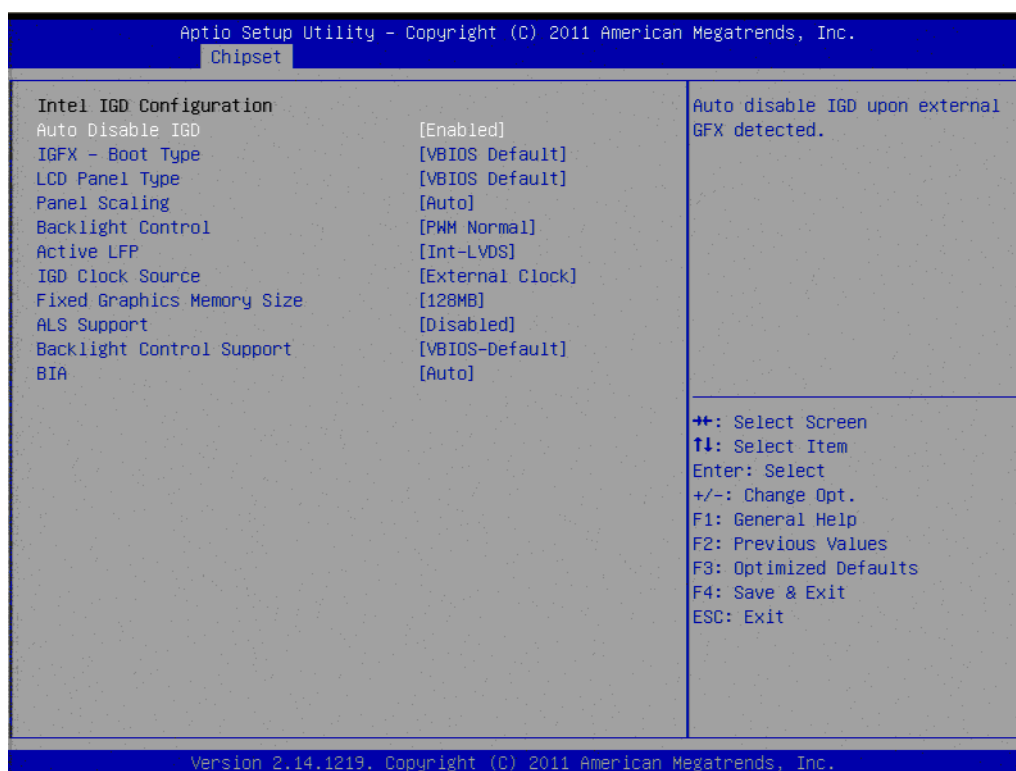 Aptio Setup Utility – Copyright (C) 2011 American Megatrends, Inc.
Chipset
Intel IGD Configuration
Auto Disable IGD [Enabled]
IGFX – Boot Type [VBIOS Default]
LCD Panel Type [VBIOS Default]
Panel Scaling [Auto]
Backlight Control [PWM Normal]
Active LFP [Int-LVDS]
IGD Clock Source [External Clock]
Fixed Graphics Memory Size [128MB]
ALS Support [Disabled]
Backlight Control Support [VBIOS-Default]
BIA [Auto]
Auto disable IGD upon external
GFX detected.
→←: Select Screen
↑↓: Select Item
Enter: Select
+/-: Change Opt.
F1: General Help
F2: Previous Values
F3: Optimized Defaults
F4: Save & Exit
ESC: Exit
Version 2.14.1219. Copyright (C) 2011 American Megatrends, Inc.